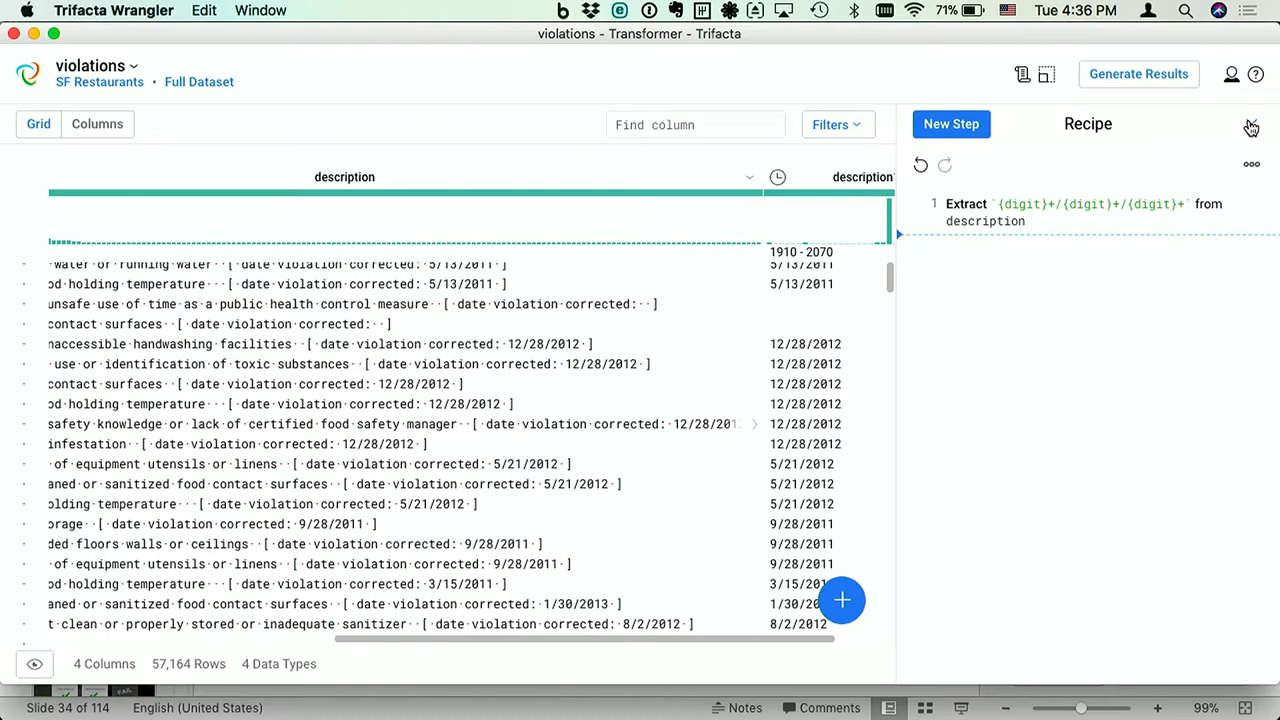 Trifacta Wrangler Edit Window 71% Tue 4:36 PM
violations - Transformer - Trifacta
violations
SF Restaurants • Full Dataset
Generate Results
Grid Columns
Find column
Filters
New Step
Recipe
description
description
1910 - 2070
1 Extract `{digit}+/{digit}+/{digit}+` from
description
water·or·running·water··[·date·violation·corrected:·5/13/2011·] 5/13/2011
od·holding·temperature···[·date·violation·corrected:·5/13/2011·] 5/13/2011
unsafe·use·of·time·as·a·public·health·control·measure··[·date·violation·corrected:··]
contact·surfaces··[·date·violation·corrected:··]
naccessible·handwashing·facilities··[·date·violation·corrected:·12/28/2012·] 12/28/2012
·use·or·identification·of·toxic·substances··[·date·violation·corrected:·12/28/2012·] 12/28/2012
contact·surfaces··[·date·violation·corrected:·12/28/2012·] 12/28/2012
od·holding·temperature···[·date·violation·corrected:·12/28/2012·] 12/28/2012
safety·knowledge·or·lack·of·certified·food·safety·manager··[·date·violation·corrected:·12/28/201 12/28/2012
infestation··[·date·violation·corrected:·12/28/2012·] 12/28/2012
·of·equipment·utensils·or·linens··[·date·violation·corrected:·5/21/2012·] 5/21/2012
aned·or·sanitized·food·contact·surfaces··[·date·violation·corrected:·5/21/2012·] 5/21/2012
olding·temperature···[·date·violation·corrected:·5/21/2012·] 5/21/2012
orage··[·date·violation·corrected:·9/28/2011·] 9/28/2011
ded·floors·walls·or·ceilings··[·date·violation·corrected:·9/28/2011·] 9/28/2011
·of·equipment·utensils·or·linens··[·date·violation·corrected:·9/28/2011·] 9/28/2011
od·holding·temperature···[·date·violation·corrected:·3/15/2011·] 3/15/201
aned·or·sanitized·food·contact·surfaces··[·date·violation·corrected:·1/30/2013·] 1/30/20
t·clean·or·properly·stored·or·inadequate·sanitizer··[·date·violation·corrected:·8/2/2012·] 8/2/2012
4 Columns 57,164 Rows 4 Data Types
Slide 34 of 114 English (United States) Notes Comments 99%